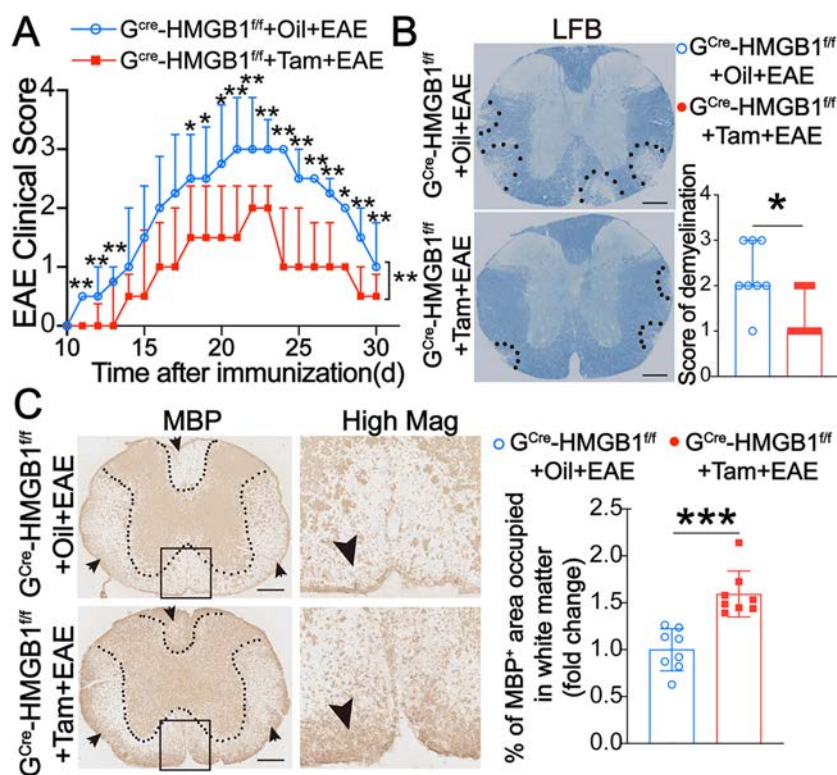 A
G^cre-HMGB1^f/f+Oil+EAE
G^cre-HMGB1^f/f+Tam+EAE
EAE Clinical Score
4
3
2
1
0
** ** ** * * * ** ** ** ** ** ** ** * ** **
**
10 15 20 25 30
Time after immunization(d)
B
LFB
G^Cre-HMGB1^f/f
+Oil+EAE
G^Cre-HMGB1^f/f
+Tam+EAE
G^Cre-HMGB1^f/f
+Oil+EAE
G^Cre-HMGB1^f/f
+Tam+EAE
Score of demyelination
4
3
2
1
0
*
C
MBP
High Mag
G^Cre-HMGB1^f/f
+Oil+EAE
G^Cre-HMGB1^f/f
+Tam+EAE
G^Cre-HMGB1^f/f
+Oil+EAE
G^Cre-HMGB1^f/f
+Tam+EAE
% of MBP^+ area occupied
in white matter
(fold change)
2.5
2.0
1.5
1.0
0.5
0.0
***